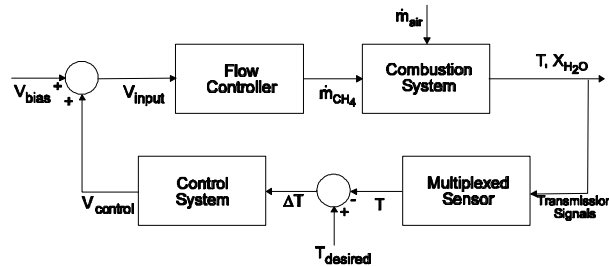 ṁair
V bias
+
+
V input
Flow
Controller
ṁCH4
Combustion
System
T, XH2O
V control
Control
System
ΔT
-
+
T
T desired
Multiplexed
Sensor
Transmission
Signals